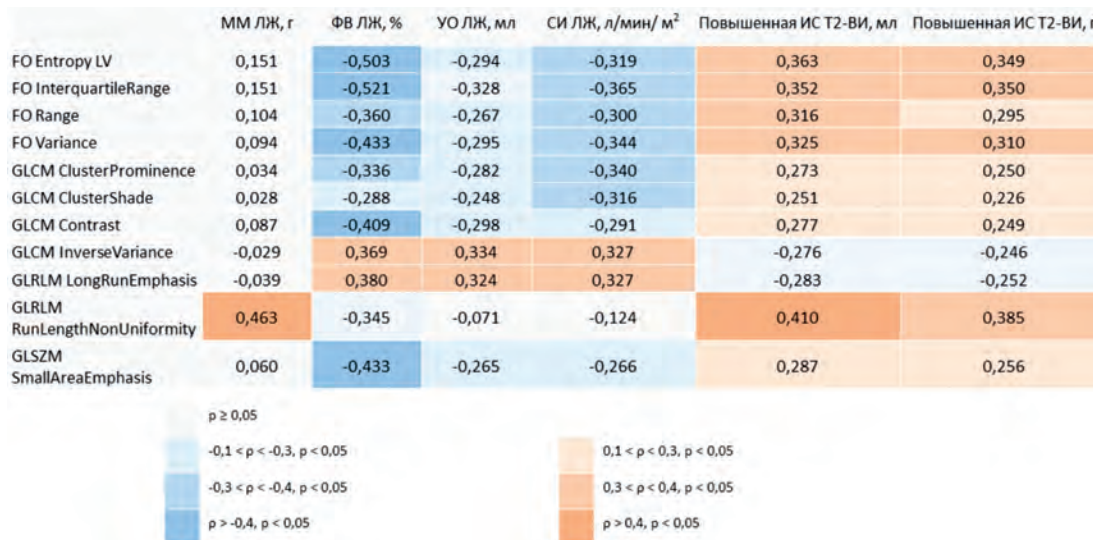 ММ ЛЖ, г ФВ ЛЖ, % УО ЛЖ, мл СИ ЛЖ, л/мин/ м² Повышенная ИС Т2-ВИ, мл Повышенная ИС Т2-ВИ, г
FO Entropy LV 0,151 -0,503 -0,294 -0,319 0,363 0,349
FO InterquartileRange 0,151 -0,521 -0,328 -0,365 0,352 0,350
FO Range 0,104 -0,360 -0,267 -0,300 0,316 0,295
FO Variance 0,094 -0,433 -0,295 -0,344 0,325 0,310
GLCM ClusterProminence 0,034 -0,336 -0,282 -0,340 0,273 0,250
GLCM ClusterShade 0,028 -0,288 -0,248 -0,316 0,251 0,226
GLCM Contrast 0,087 -0,409 -0,298 -0,291 0,277 0,249
GLCM InverseVariance -0,029 0,369 0,334 0,327 -0,276 -0,246
GLRLM LongRunEmphasis -0,039 0,380 0,324 0,327 -0,283 -0,252
GLRLM
RunLengthNonUniformity 0,463 -0,345 -0,071 -0,124 0,410 0,385
GLSZM
SmallAreaEmphasis 0,060 -0,433 -0,265 -0,266 0,287 0,256
p ≥ 0,05
-0,1 < ρ < -0,3, p < 0,05 0,1 < ρ < 0,3, p < 0,05
-0,3 < ρ < -0,4, p < 0,05 0,3 < ρ < 0,4, p < 0,05
ρ > -0,4, p < 0,05 ρ > 0,4, p < 0,05